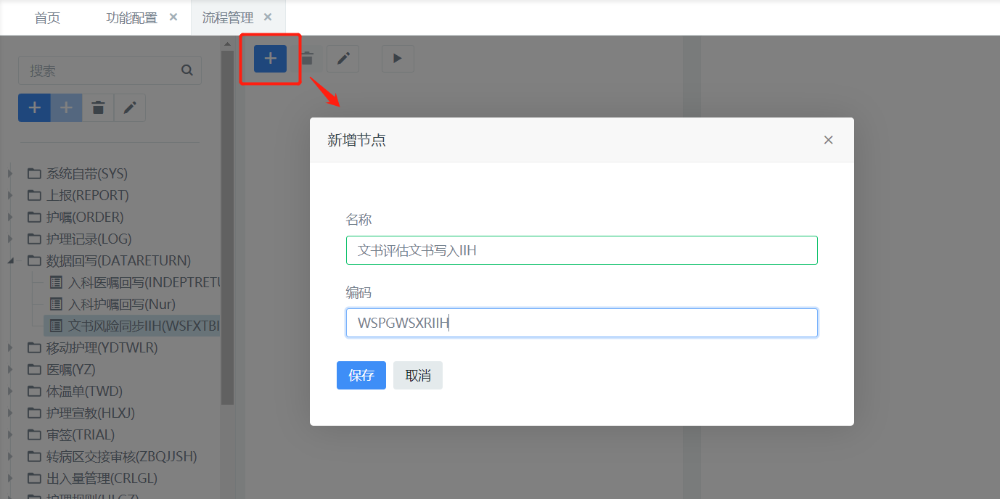 首页
功能配置
流程管理
搜索
新增节点
名称
文书评估文书写入IIH
编码
WSPGWSXRIIH
保存
取消
系统自带(SYS)
上报(REPORT)
护嘱(ORDER)
护理记录(LOG)
数据回写(DATARETURN)
入科医嘱回写(INDEPTRETU
入科护嘱回写(Nur)
文书风险同步IIH(WSFXTBI
移动护理(YDTWLR)
医嘱(YZ)
体温单(TWD)
护理宣教(HLXJ)
审签(TRIAL)
转病区交接审核(ZBQJJSH)
出入量管理(CRLGL)
护理规则(HLGZ)